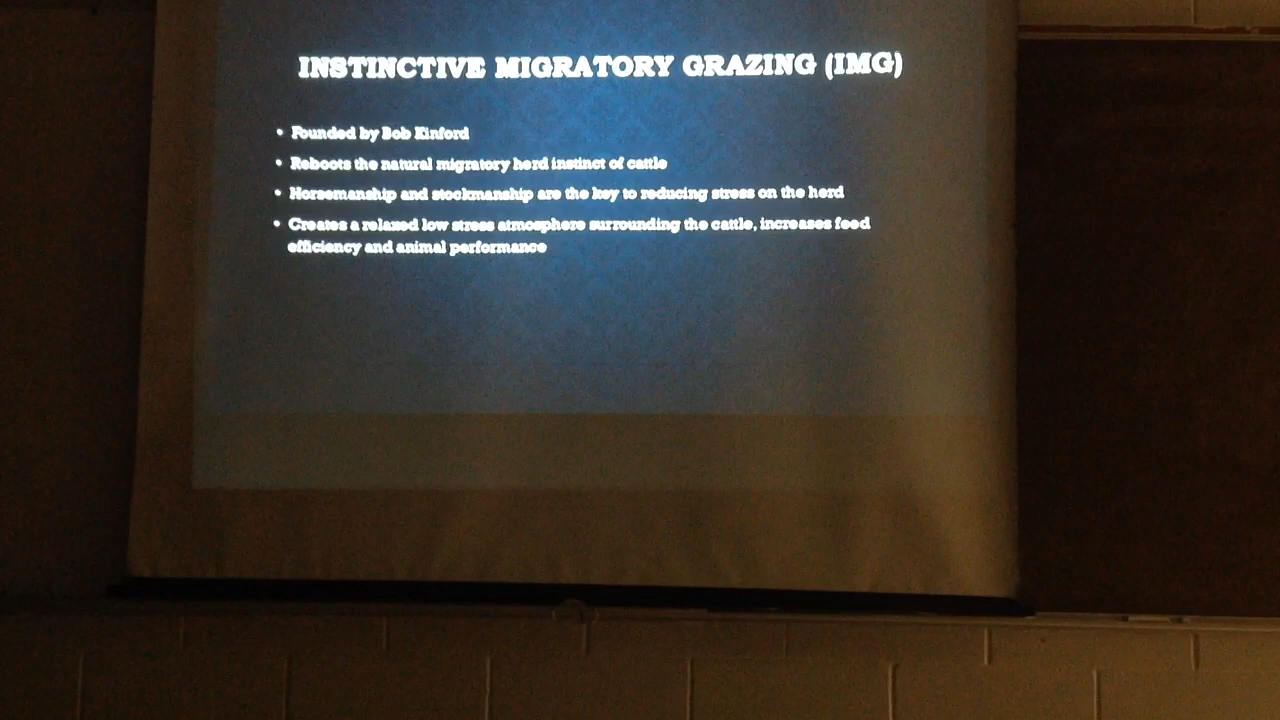 INSTINCTIVE MIGRATORY GRAZING (IMG)
• Founded by Bob Kinford
• Reboots the natural migratory herd instinct of cattle
• Horsemanship and stockmanship are the key to reducing stress on the herd
• Creates a relaxed low stress atmosphere surrounding the cattle, increases feed
efficiency and animal performance